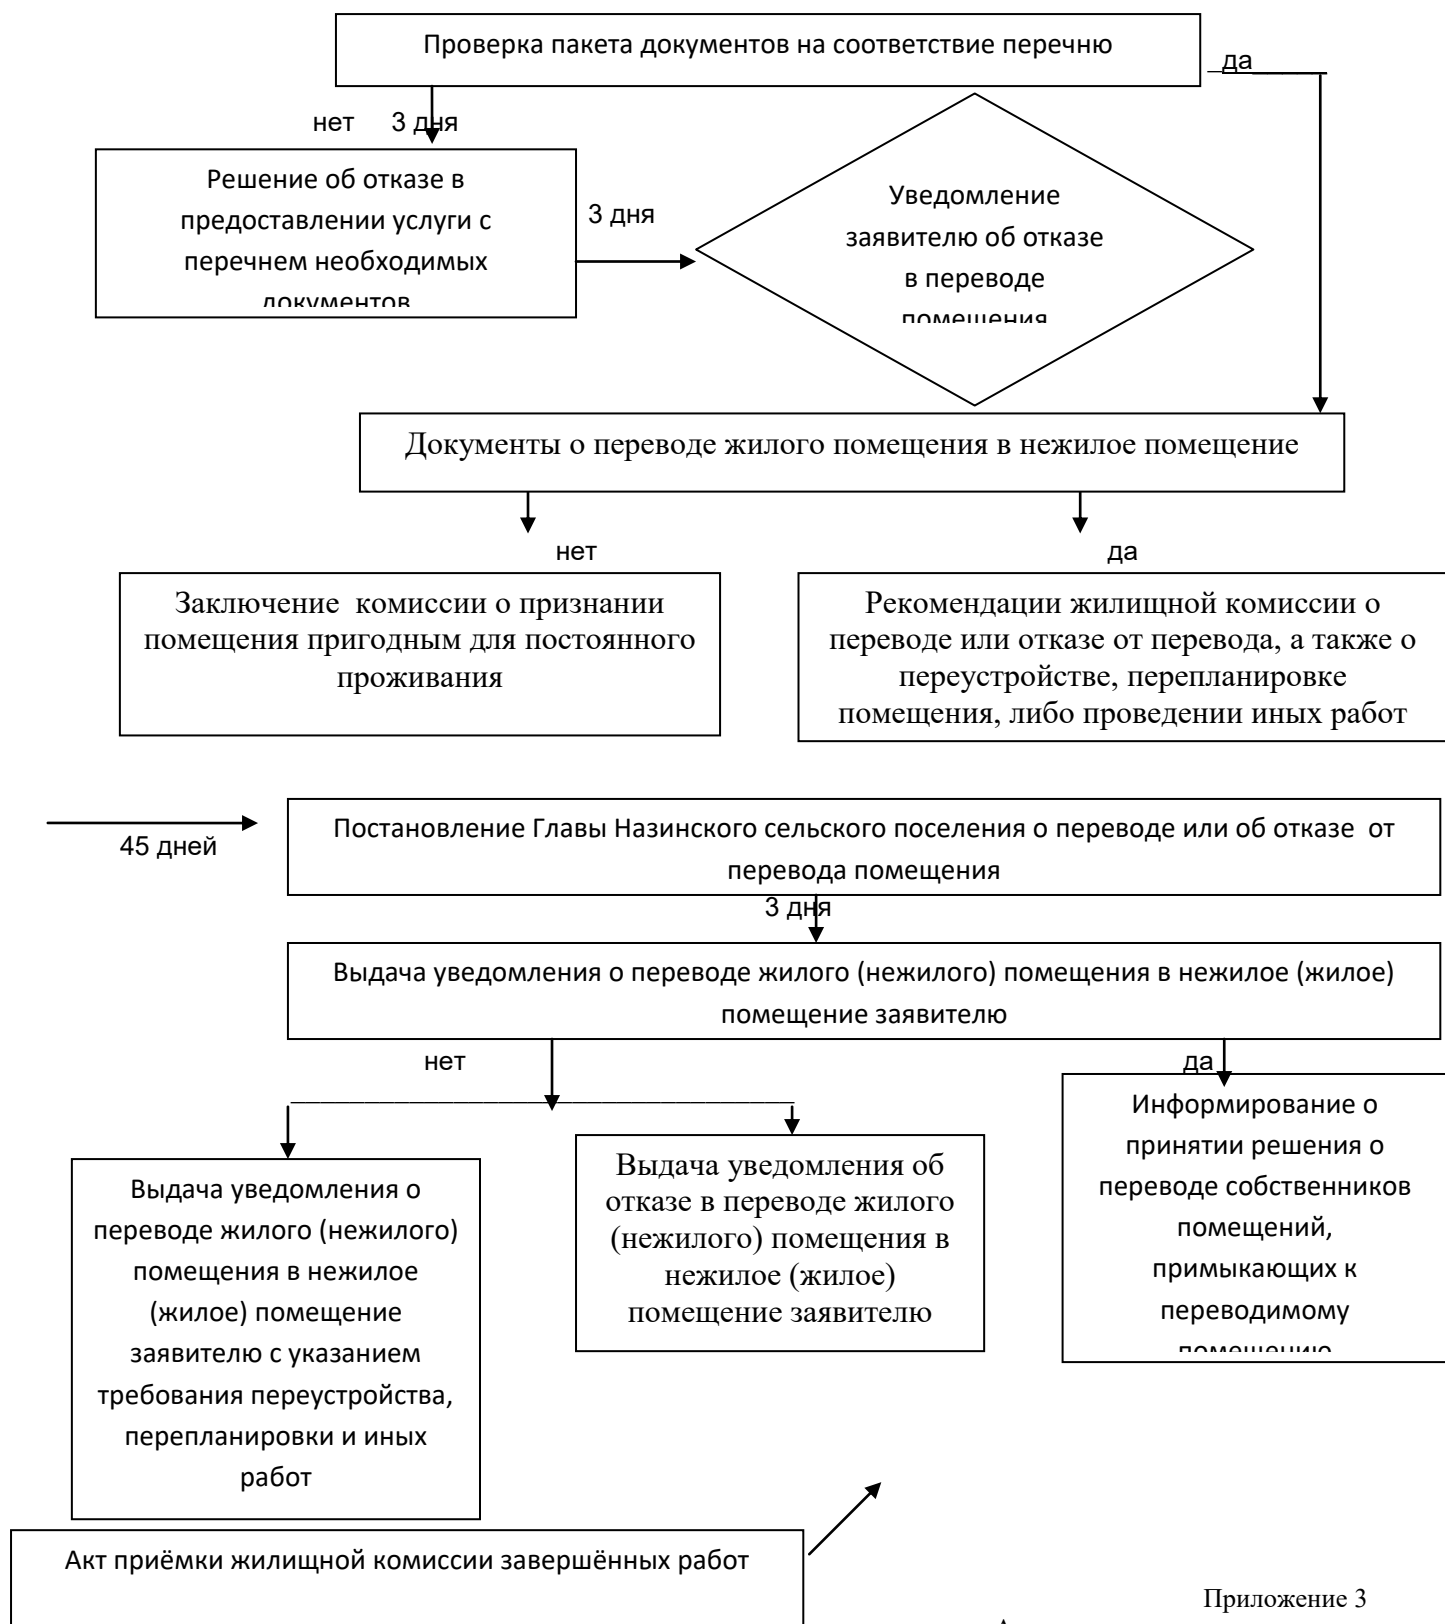 Проверка пакета документов на соответствие перечню
да
нет 3 дня
Решение об отказе в
предоставлении услуги с
перечнем необходимых
документов
3 дня
Уведомление
заявителю об отказе
в переводе
помещения
Документы о переводе жилого помещения в нежилое помещение
нет
да
Заключение комиссии о признании
помещения пригодным для постоянного
проживания
Рекомендации жилищной комиссии о
переводе или отказе от перевода, а также о
переустройстве, перепланировке
помещения, либо проведении иных работ
45 дней
Постановление Главы Назинского сельского поселения о переводе или об отказе от
перевода помещения
3 дня
Выдача уведомления о переводе жилого (нежилого) помещения в нежилое (жилое)
помещение заявителю
нет
да
Выдача уведомления о
переводе жилого (нежилого)
помещения в нежилое
(жилое) помещение
заявителю с указанием
требования переустройства,
перепланировки и иных
работ
Выдача уведомления об
отказе в переводе жилого
(нежилого) помещения в
нежилое (жилое)
помещение заявителю
Информирование о
принятии решения о
переводе собственников
помещений,
примыкающих к
переводимому
помещению
Акт приёмки жилищной комиссии завершённых работ
Приложение 3